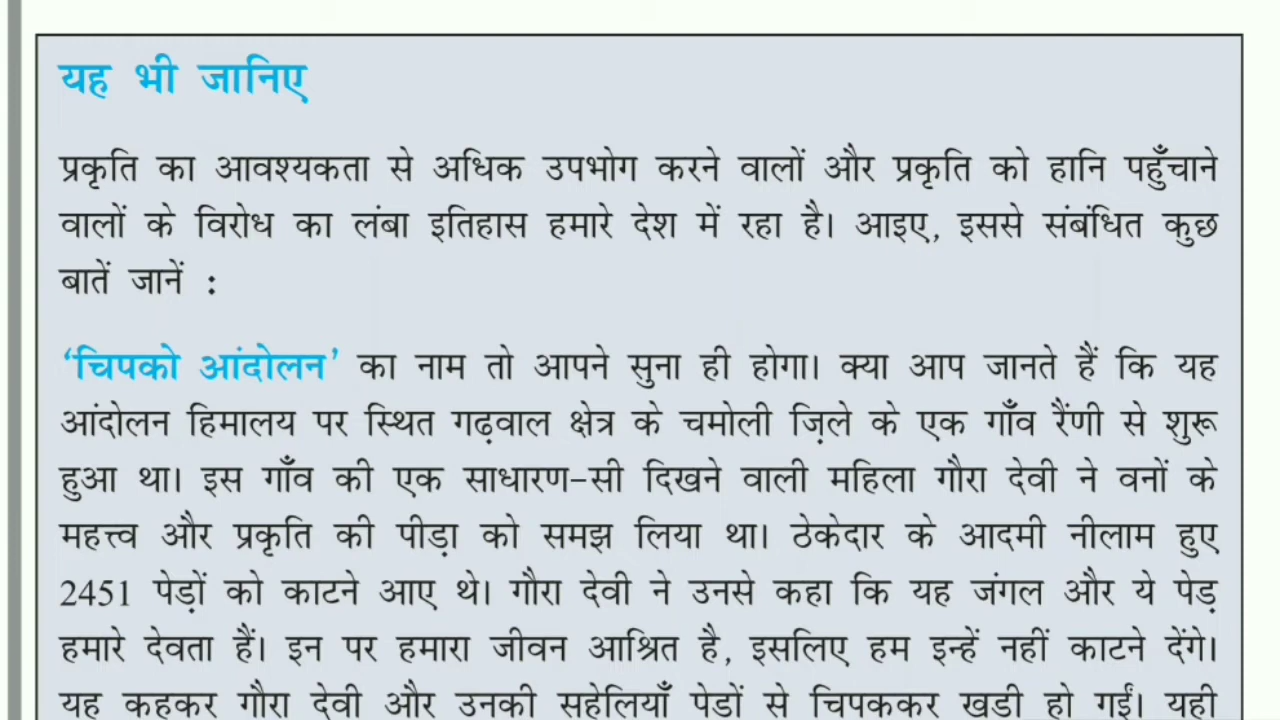 यह भी जानिए
प्रकृति का आवश्यकता से अधिक उपभोग करने वालों और प्रकृति को हानि पहुँचाने
वालों के विरोध का लंबा इतिहास हमारे देश में रहा है। आइए, इससे संबंधित कुछ
बातें जानें :
‘चिपको आंदोलन’ का नाम तो आपने सुना ही होगा। क्या आप जानते हैं कि यह
आंदोलन हिमालय पर स्थित गढ़वाल क्षेत्र के चमोली ज़िले के एक गाँव रैंणी से शुरू
हुआ था। इस गाँव की एक साधारण-सी दिखने वाली महिला गौरा देवी ने वनों के
महत्त्व और प्रकृति की पीड़ा को समझ लिया था। ठेकेदार के आदमी नीलाम हुए
2451 पेड़ों को काटने आए थे। गौरा देवी ने उनसे कहा कि यह जंगल और ये पेड़
हमारे देवता हैं। इन पर हमारा जीवन आश्रित है, इसलिए हम इन्हें नहीं काटने देंगे।
यह कहकर गौरा देवी और उनकी सहेलियाँ पेड़ों से चिपककर खड़ी हो गईं। यही